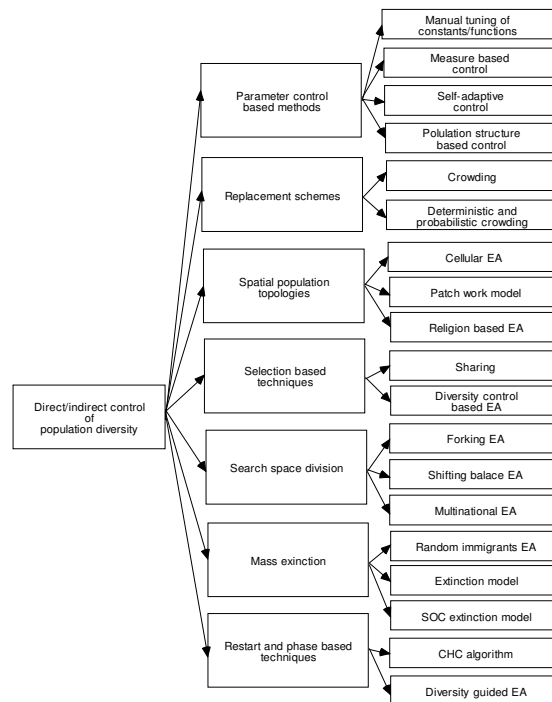 Direct/indirect control
of
population diversity
Parameter control
based methods
Manual tuning of
constants/functions
Measure based
control
Self-adaptive
control
Polulation structure
based control
Replacement schemes
Crowding
Deterministic and
probabilistic crowding
Spatial population
topologies
Cellular EA
Patch work model
Religion based EA
Selection based
techniques
Sharing
Diversity control
based EA
Search space division
Forking EA
Shifting balace EA
Multinational EA
Mass exinction
Random immigrants EA
Extinction model
SOC extinction model
Restart and phase based
techniques
CHC algorithm
Diversity guided EA